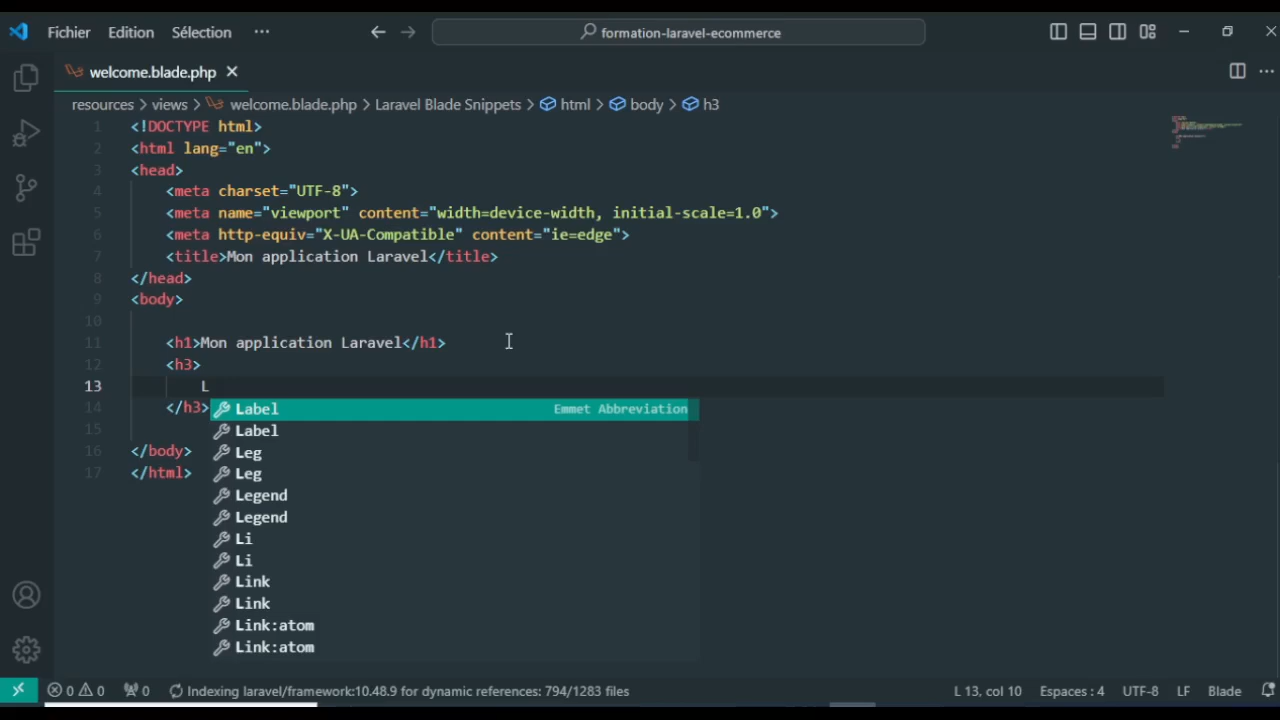 Fichier Edition Sélection ··· formation-laravel-ecommerce
welcome.blade.php
resources > views > welcome.blade.php > Laravel Blade Snippets > html > body > h3
1 <!DOCTYPE html>
2 <html lang="en">
3 <head>
4 <meta charset="UTF-8">
5 <meta name="viewport" content="width=device-width, initial-scale=1.0">
6 <meta http-equiv="X-UA-Compatible" content="ie=edge">
7 <title>Mon application Laravel</title>
8 </head>
9 <body>
10
11 <h1>Mon application Laravel</h1>
12 <h3>
13 L
14 </h3>
15
16 </body>
17 </html>
Label Emmet Abbreviation
Label
Leg
Leg
Legend
Legend
Li
Li
Link
Link
Link:atom
Link:atom
0 0 0 Indexing laravel/framework:10.48.9 for dynamic references: 794/1283 files L 13, col 10 Espaces : 4 UTF-8 LF Blade